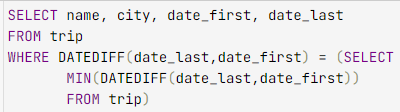 SELECT name, city, date_first, date_last
FROM trip
WHERE DATEDIFF(date_last,date_first) = (SELECT
MIN(DATEDIFF(date_last,date_first))
FROM trip)